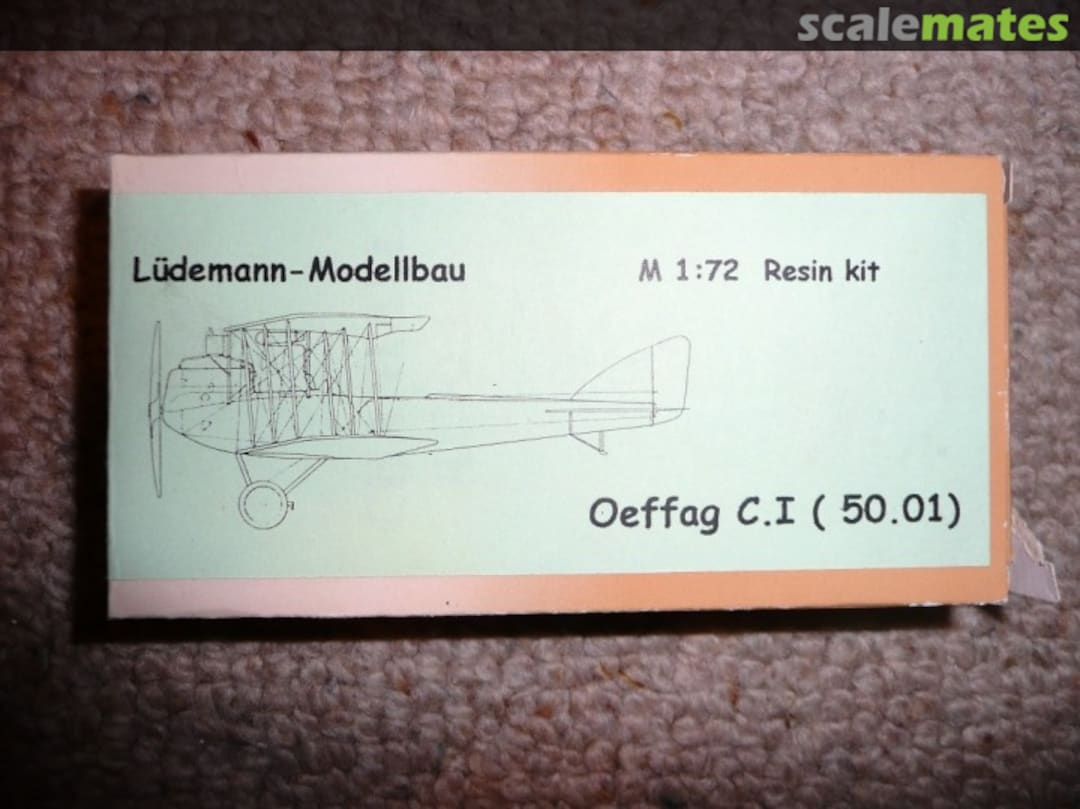 scalemates
Lüdemann-Modellbau
M 1:72 Resin kit
Oeffag C.I ( 50.01)